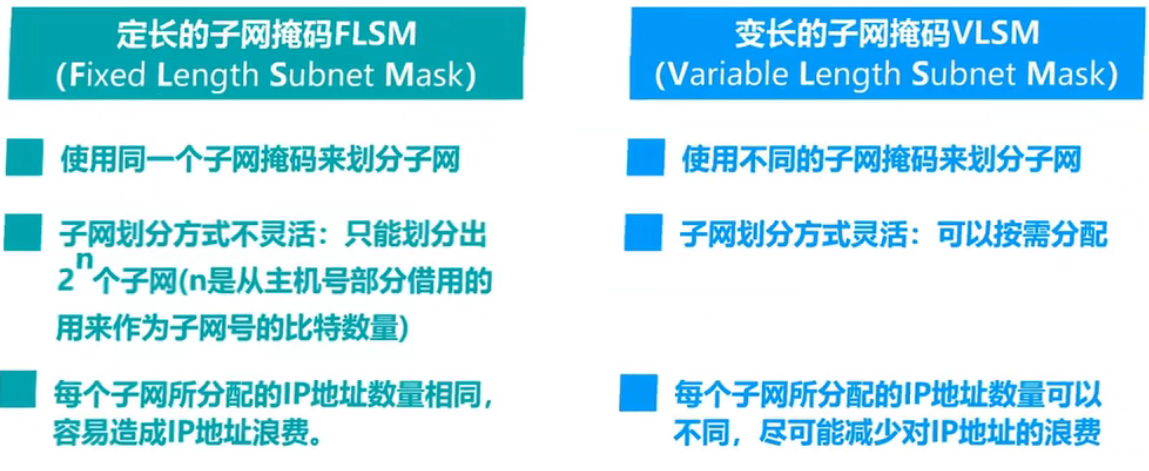 定长的子网掩码FLSM
(Fixed Length Subnet Mask)
使用同一个子网掩码来划分子网
子网划分方式不灵活：只能划分出
2ⁿ个子网(n是从主机号部分借用的
用来作为子网号的比特数量)
每个子网所分配的IP地址数量相同，
容易造成IP地址浪费。
变长的子网掩码VLSM
(Variable Length Subnet Mask)
使用不同的子网掩码来划分子网
子网划分方式灵活：可以按需分配
每个子网所分配的IP地址数量可以
不同，尽可能减少对IP地址的浪费